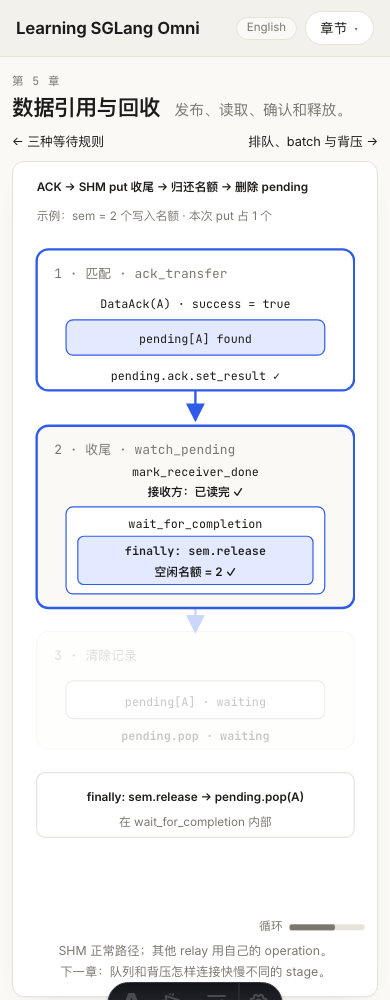 Learning SGLang Omni
English
章节
第 5 章
数据引用与回收 发布、读取、确认和释放。
← 三种等待规则
排队、batch 与背压 →
ACK → SHM put 收尾 → 归还名额 → 删除 pending
示例：sem = 2 个写入名额 · 本次 put 占 1 个
1 · 匹配 · ack_transfer
DataAck(A) · success = true
pending[A] found
pending.ack.set_result ✓
2 · 收尾 · watch_pending
mark_receiver_done
接收方：已读完 ✓
wait_for_completion
finally: sem.release
空闲名额 = 2 ✓
3 · 清除记录
pending[A] · waiting
pending.pop · waiting
finally: sem.release → pending.pop(A)
在 wait_for_completion 内部
循环
SHM 正常路径；其他 relay 用自己的 operation。
下一章：队列和背压怎样连接快慢不同的 stage。